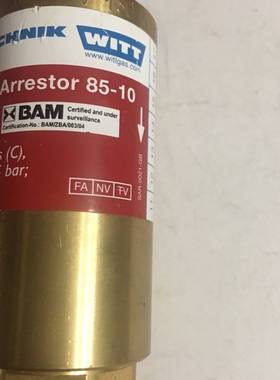 CHNIK WITT
www.wittgas.com
Arrestor 85-10
BAM Certified and under surveillance
Certification-No.: BAM/ZBA/003/04
s (C),
bar;
FA NV TV